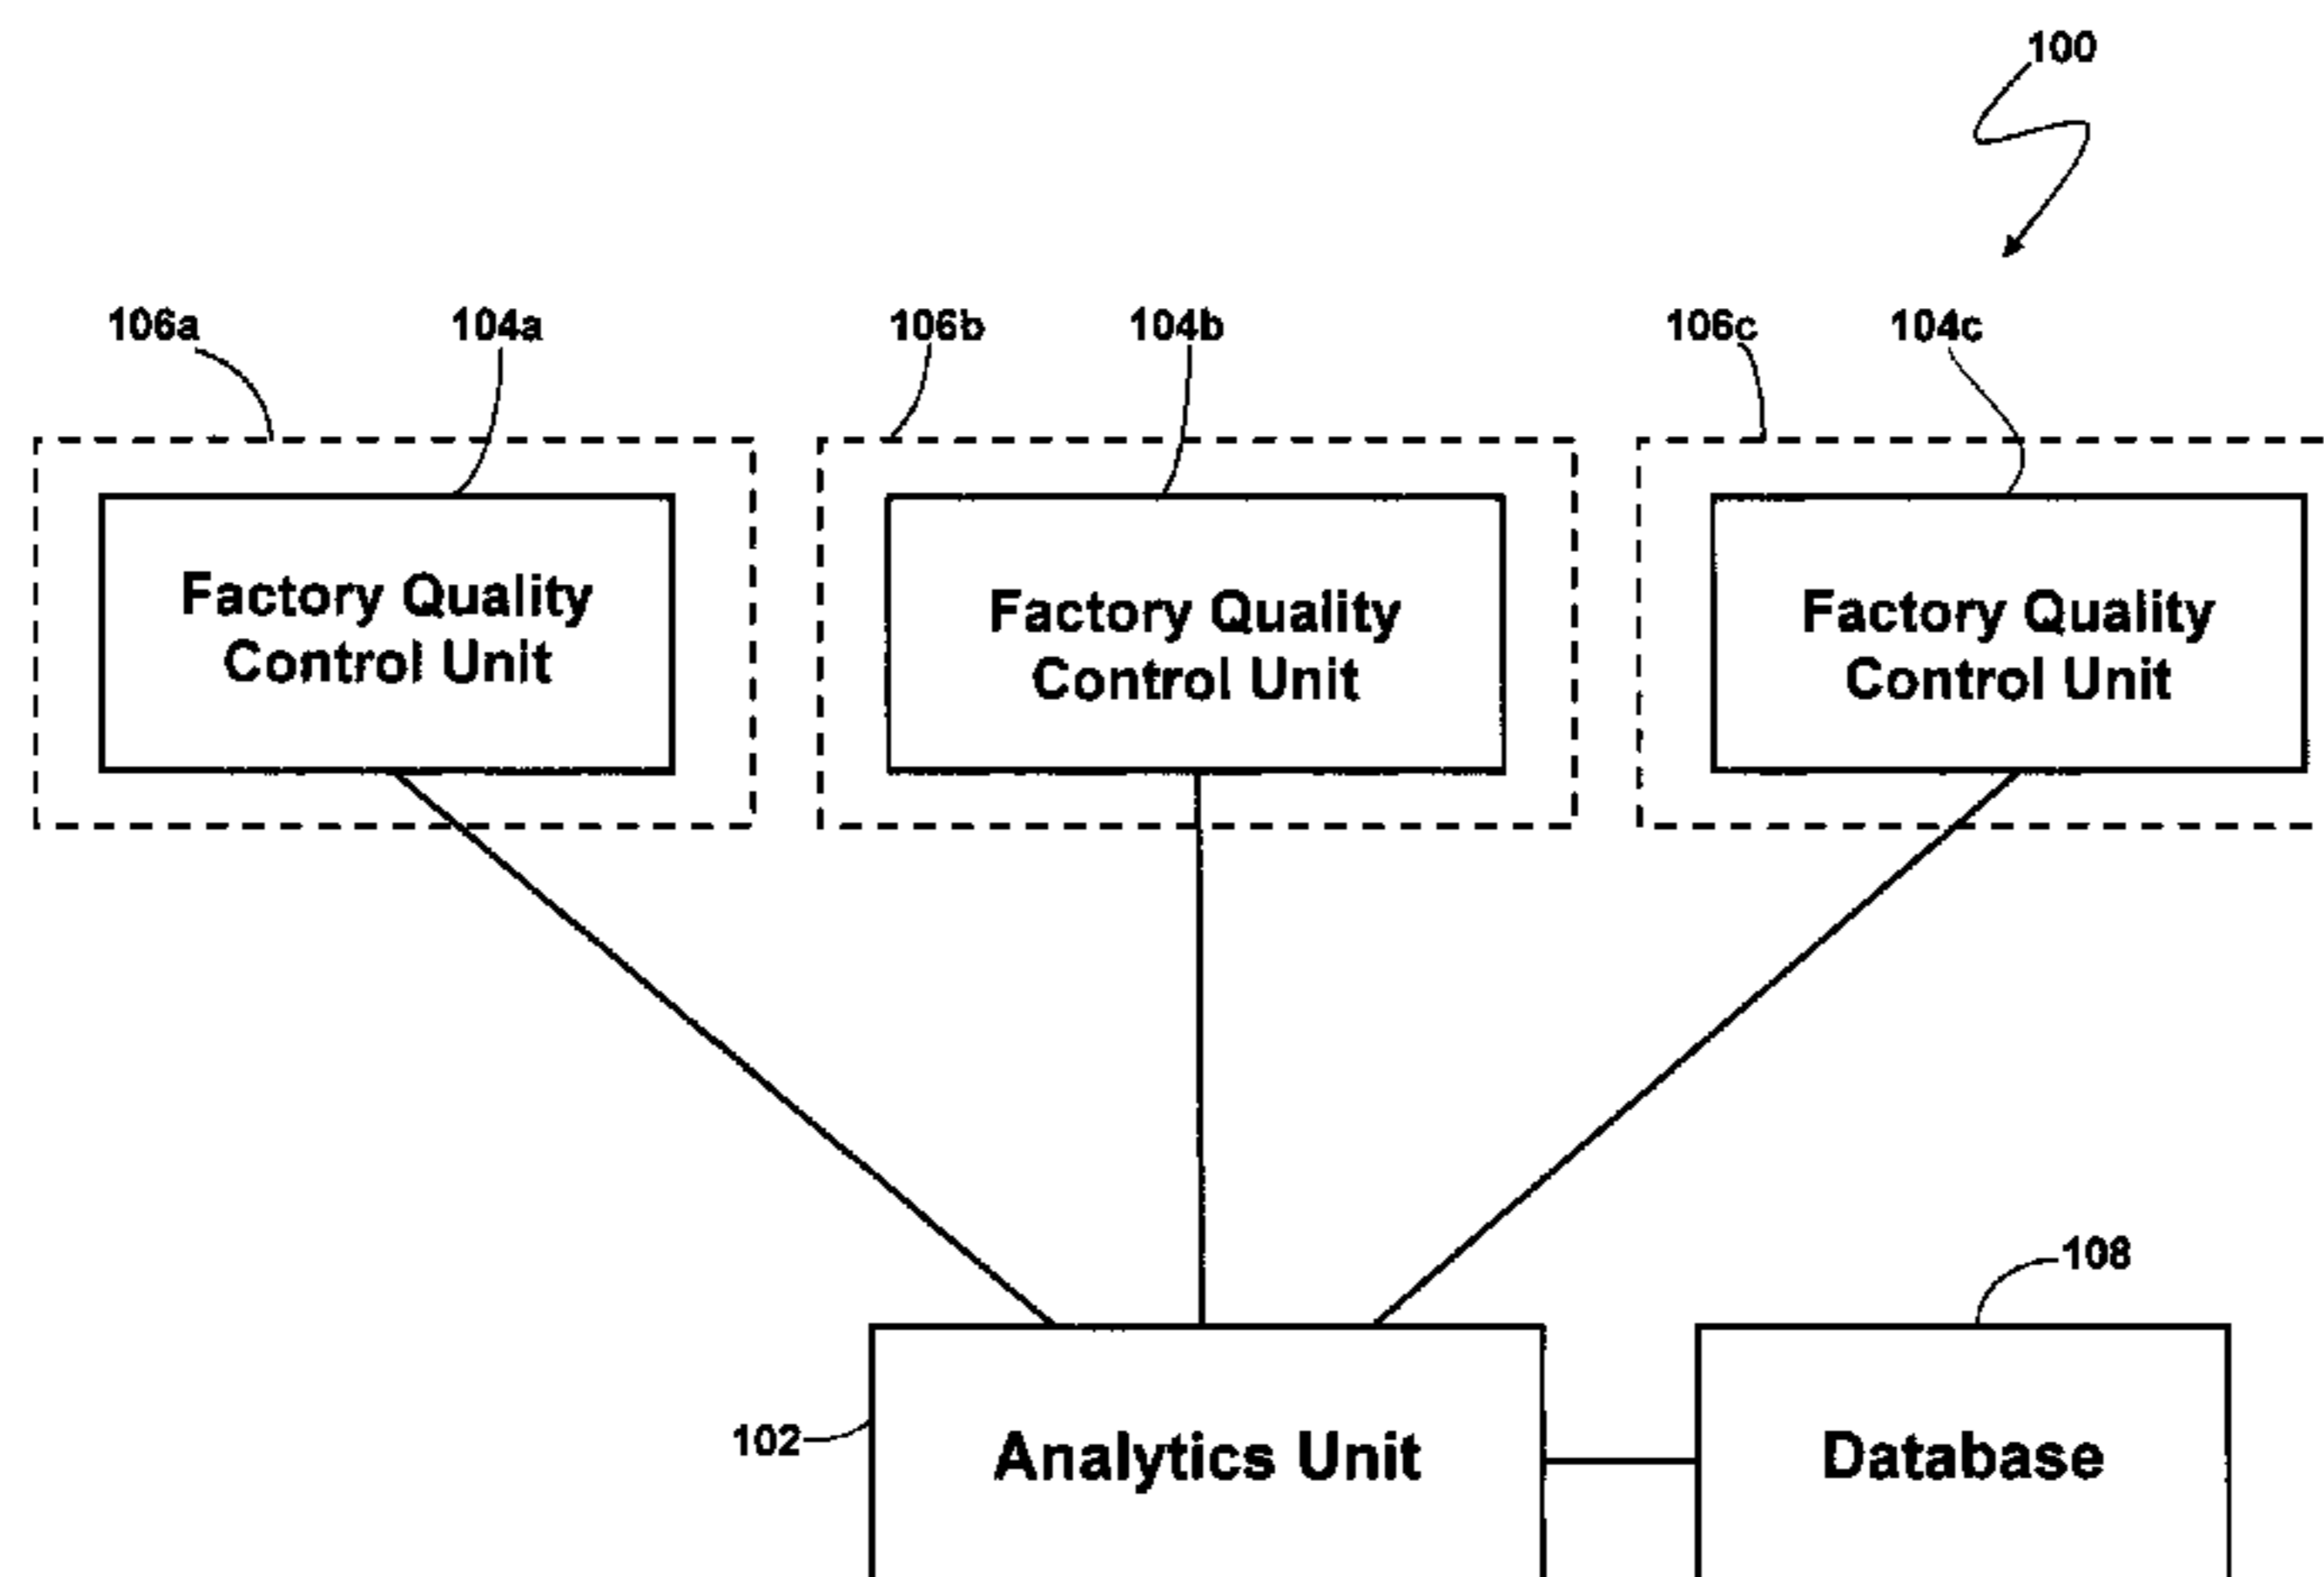 100
106a 104a 106b 104b 106c 104c
Factory Quality
Control Unit
Factory Quality
Control Unit
Factory Quality
Control Unit
108
102
Analytics Unit
Database